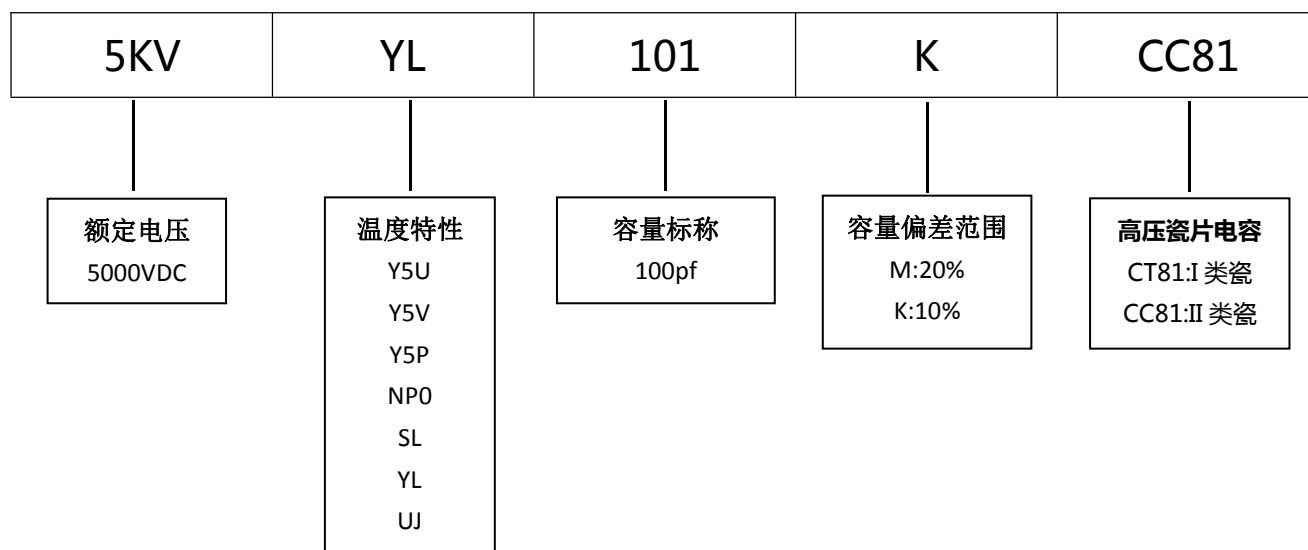 5KV YL 101 K CC81
额定电压
5000VDC
温度特性
Y5U
Y5V
Y5P
NP0
SL
YL
UJ
容量标称
100pf
容量偏差范围
M:20%
K:10%
高压瓷片电容
CT81:I 类瓷
CC81:II 类瓷